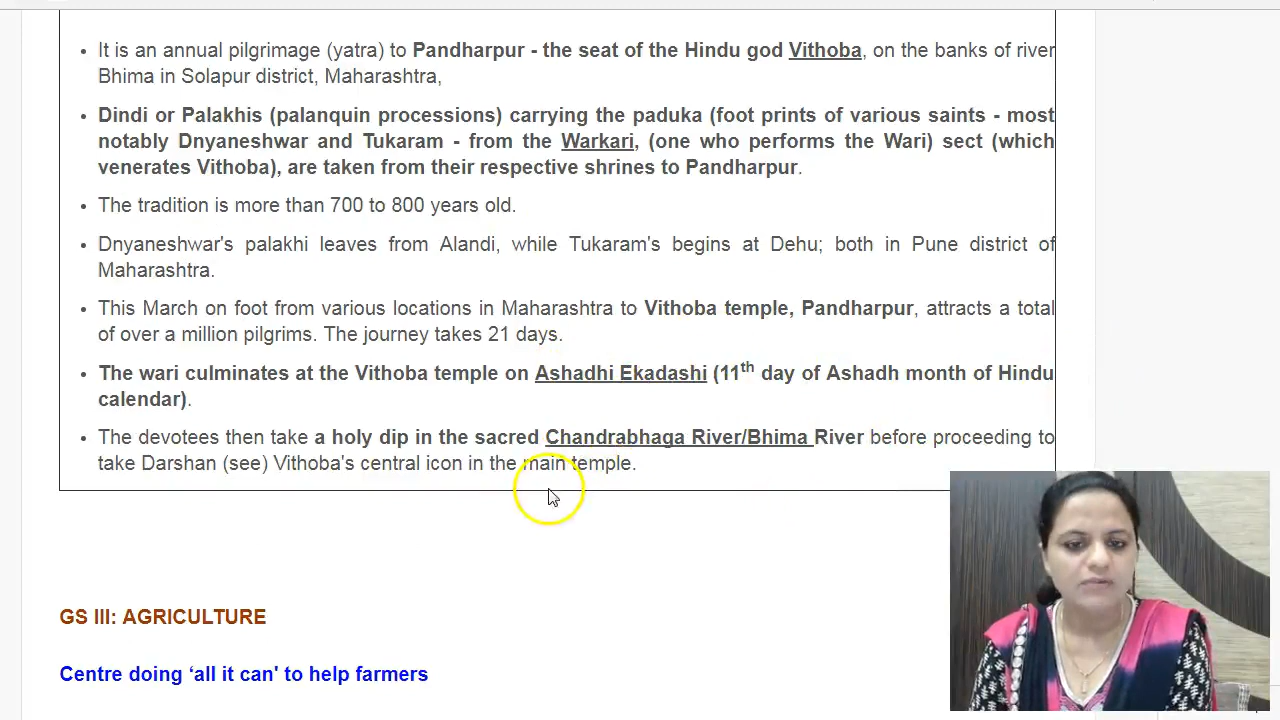 • It is an annual pilgrimage (yatra) to Pandharpur - the seat of the Hindu god Vithoba, on the banks of river
Bhima in Solapur district, Maharashtra,
• Dindi or Palakhis (palanquin processions) carrying the paduka (foot prints of various saints - most
notably Dnyaneshwar and Tukaram - from the Warkari, (one who performs the Wari) sect (which
venerates Vithoba), are taken from their respective shrines to Pandharpur.
• The tradition is more than 700 to 800 years old.
• Dnyaneshwar's palakhi leaves from Alandi, while Tukaram's begins at Dehu; both in Pune district of
Maharashtra.
• This March on foot from various locations in Maharashtra to Vithoba temple, Pandharpur, attracts a total
of over a million pilgrims. The journey takes 21 days.
• The wari culminates at the Vithoba temple on Ashadhi Ekadashi (11th day of Ashadh month of Hindu
calendar).
• The devotees then take a holy dip in the sacred Chandrabhaga River/Bhima River before proceeding to
take Darshan (see) Vithoba's central icon in the main temple.
GS III: AGRICULTURE
Centre doing ‘all it can' to help farmers